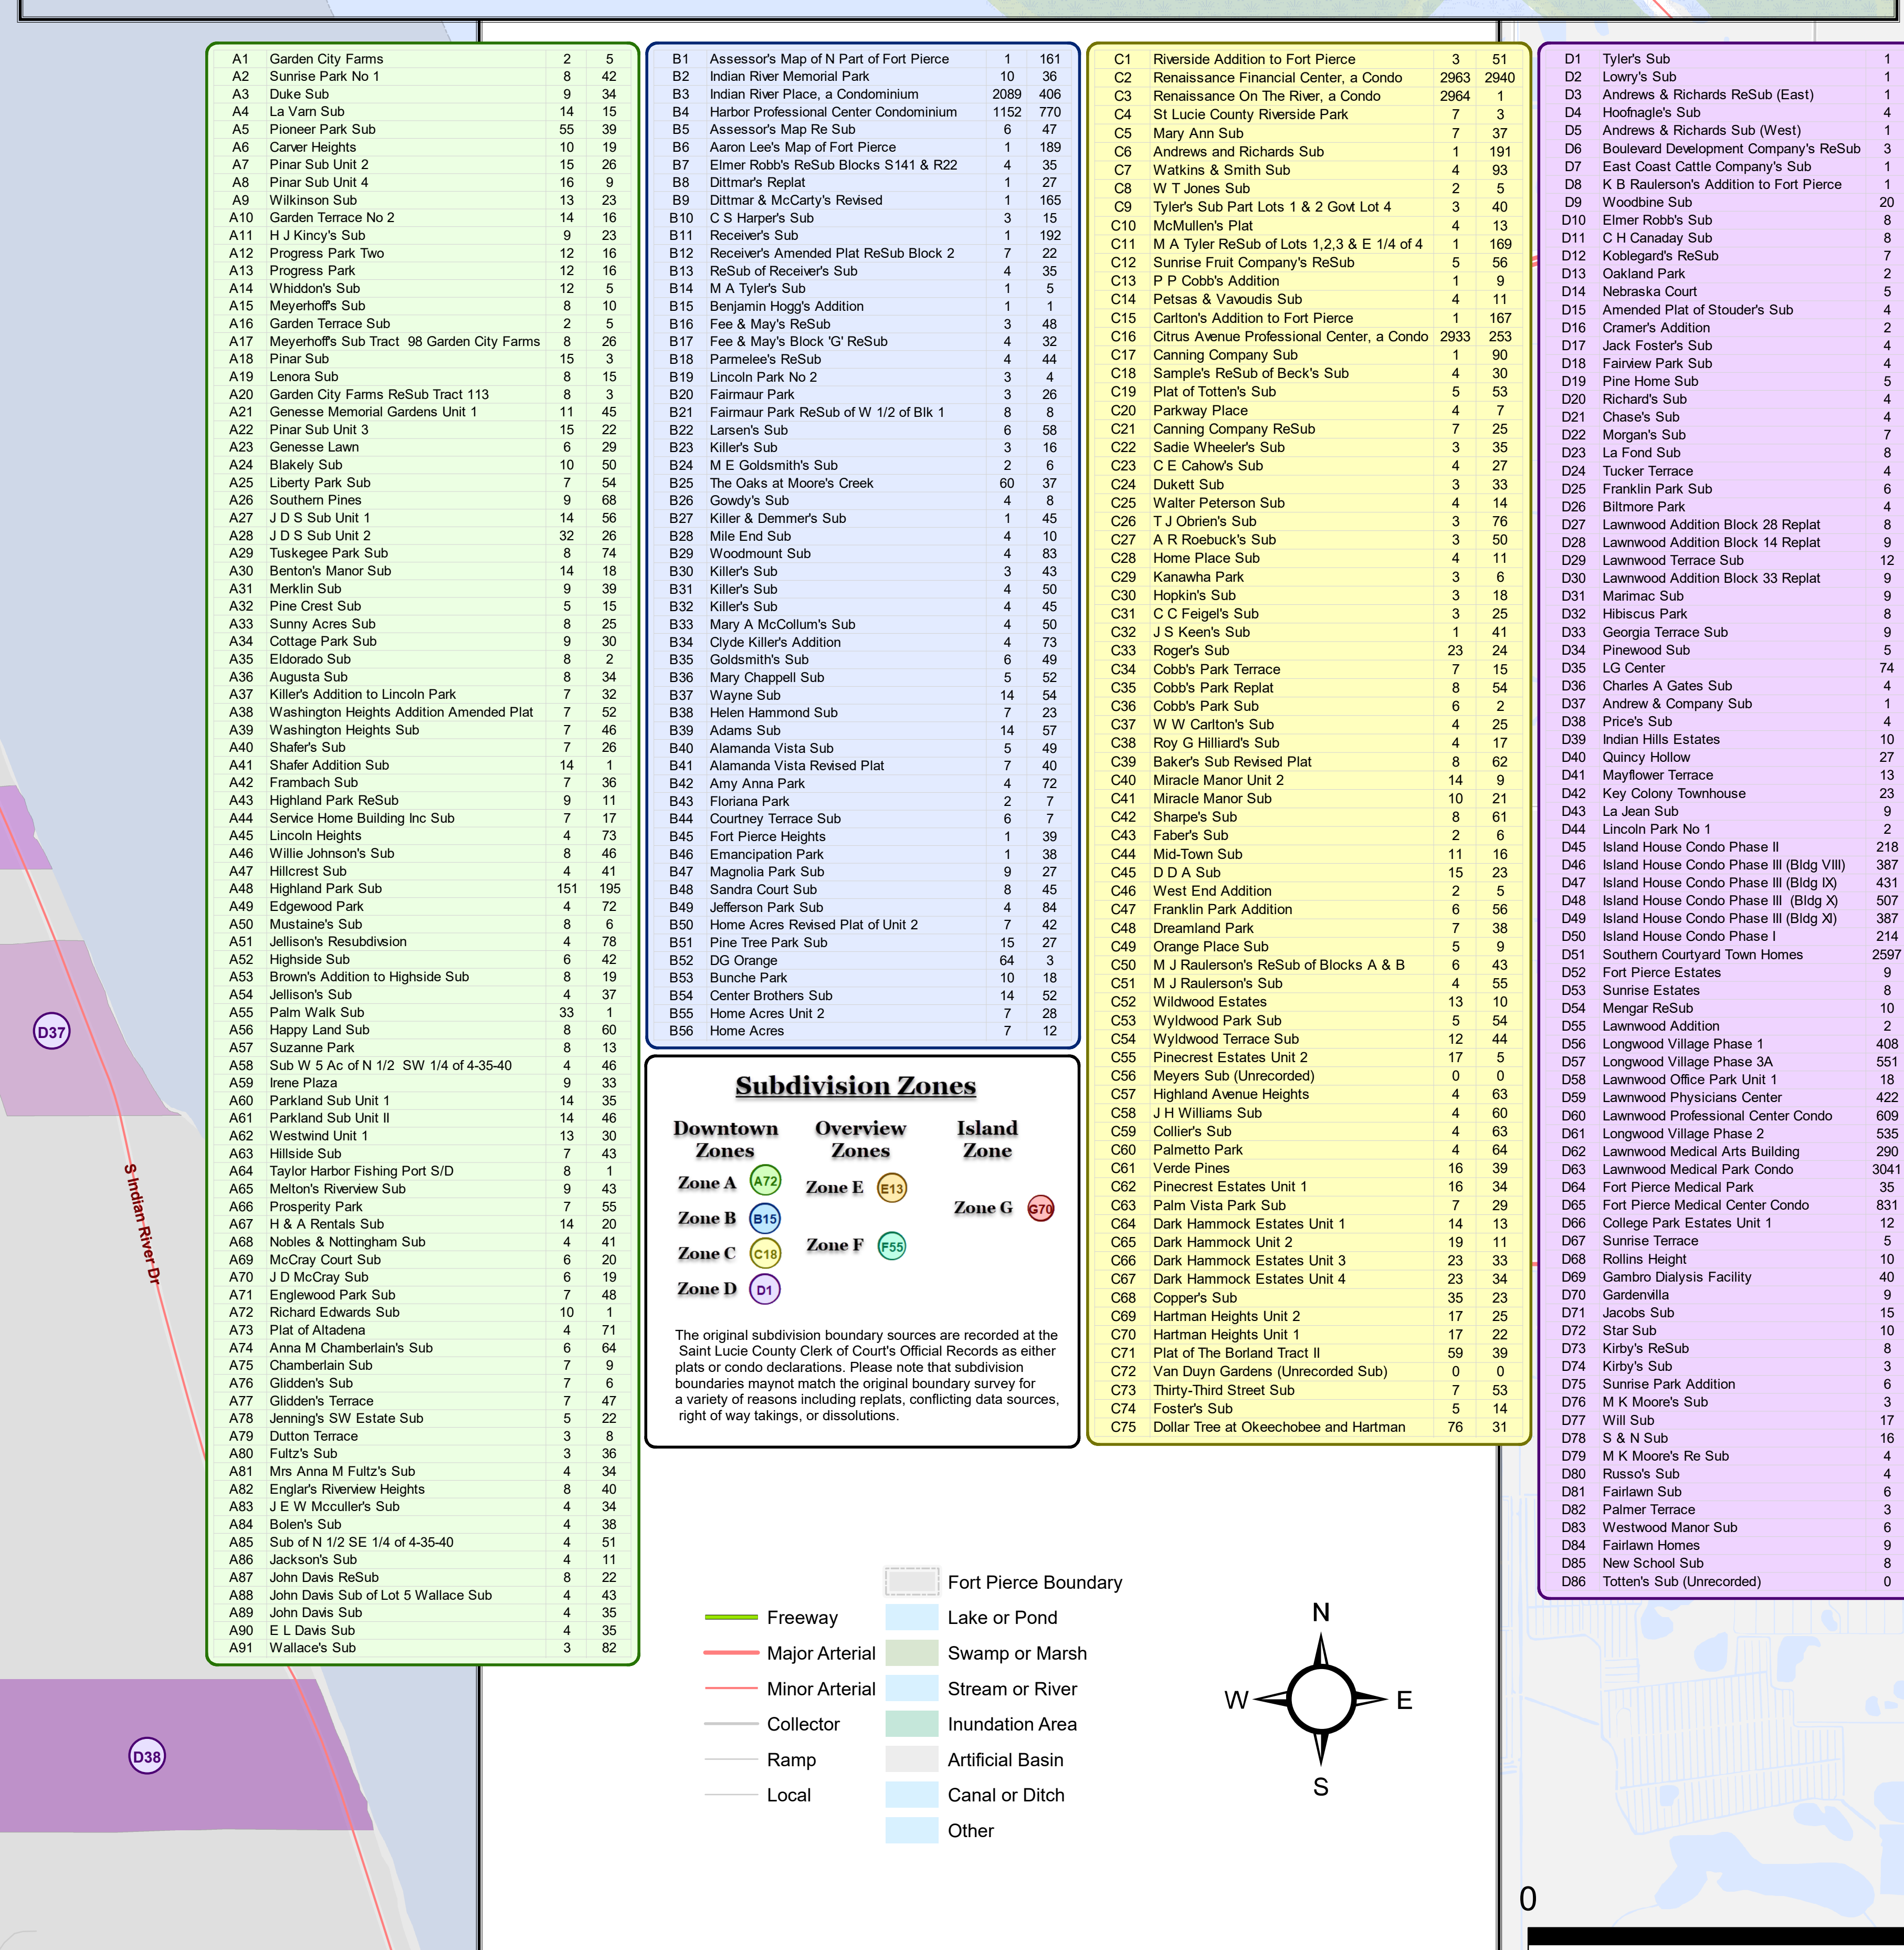 A1 Garden City Farms 2 5
A2 Sunrise Park No 1 8 42
A3 Duke Sub 9 34
A4 La Varn Sub 14 15
A5 Pioneer Park Sub 55 39
A6 Carver Heights 10 19
A7 Pinar Sub Unit 2 15 26
A8 Pinar Sub Unit 4 16 9
A9 Wilkinson Sub 13 23
A10 Garden Terrace No 2 14 16
A11 H J Kincy's Sub 9 23
A12 Progress Park Two 12 16
A13 Progress Park 12 16
A14 Whiddon's Sub 12 5
A15 Meyerhoff's Sub 8 10
A16 Garden Terrace Sub 2 5
A17 Meyerhoff's Sub Tract 98 Garden City Farms 8 26
A18 Pinar Sub 15 3
A19 Lenora Sub 8 15
A20 Garden City Farms ReSub Tract 113 8 3
A21 Genesse Memorial Gardens Unit 1 11 45
A22 Pinar Sub Unit 3 15 22
A23 Genesse Lawn 6 29
A24 Blakely Sub 10 50
A25 Liberty Park Sub 7 54
A26 Southern Pines 9 68
A27 J D S Sub Unit 1 14 56
A28 J D S Sub Unit 2 32 26
A29 Tuskegee Park Sub 8 74
A30 Benton's Manor Sub 14 18
A31 Merklin Sub 9 39
A32 Pine Crest Sub 5 15
A33 Sunny Acres Sub 8 25
A34 Cottage Park Sub 9 30
A35 Eldorado Sub 8 2
A36 Augusta Sub 8 34
A37 Killer's Addition to Lincoln Park 7 32
A38 Washington Heights Addition Amended Plat 7 52
A39 Washington Heights Sub 7 46
A40 Shafer's Sub 7 26
A41 Shafer Addition Sub 14 1
A42 Frambach Sub 7 36
A43 Highland Park ReSub 9 11
A44 Service Home Building Inc Sub 7 17
A45 Lincoln Heights 4 73
A46 Willie Johnson's Sub 8 46
A47 Hillcrest Sub 4 41
A48 Highland Park Sub 151 195
A49 Edgewood Park 4 72
A50 Mustaine's Sub 8 6
A51 Jellison's Resubdivsion 4 78
A52 Highside Sub 6 42
A53 Brown's Addition to Highside Sub 8 19
A54 Jellison's Sub 4 37
A55 Palm Walk Sub 33 1
A56 Happy Land Sub 8 60
A57 Suzanne Park 8 13
A58 Sub W 5 Ac of N 1/2 SW 1/4 of 4-35-40 4 46
A59 Irene Plaza 9 33
A60 Parkland Sub Unit 1 14 35
A61 Parkland Sub Unit II 14 46
A62 Westwind Unit 1 13 30
A63 Hillside Sub 7 43
A64 Taylor Harbor Fishing Port S/D 8 1
A65 Melton's Riverview Sub 9 43
A66 Prosperity Park 7 55
A67 H & A Rentals Sub 14 20
A68 Nobles & Nottingham Sub 4 41
A69 McCray Court Sub 6 20
A70 J D McCray Sub 6 19
A71 Englewood Park Sub 7 48
A72 Richard Edwards Sub 10 1
A73 Plat of Altadena 4 71
A74 Anna M Chamberlain's Sub 6 64
A75 Chamberlain Sub 7 9
A76 Glidden's Sub 7 6
A77 Glidden's Terrace 7 47
A78 Jenning's SW Estate Sub 5 22
A79 Dutton Terrace 3 8
A80 Fultz's Sub 3 36
A81 Mrs Anna M Fultz's Sub 4 34
A82 Englar's Riverview Heights 8 40
A83 J E W Mcculler's Sub 4 34
A84 Bolen's Sub 4 38
A85 Sub of N 1/2 SE 1/4 of 4-35-40 4 51
A86 Jackson's Sub 4 11
A87 John Davis ReSub 8 22
A88 John Davis Sub of Lot 5 Wallace Sub 4 43
A89 John Davis Sub 4 35
A90 E L Davis Sub 4 35
A91 Wallace's Sub 3 82
B1 Assessor's Map of N Part of Fort Pierce 1 161
B2 Indian River Memorial Park 10 36
B3 Indian River Place, a Condominium 2089 406
B4 Harbor Professional Center Condominium 1152 770
B5 Assessor's Map Re Sub 6 47
B6 Aaron Lee's Map of Fort Pierce 1 189
B7 Elmer Robb's ReSub Blocks S141 & R22 4 35
B8 Dittmar's Replat 1 27
B9 Dittmar & McCarty's Revised 1 165
B10 C S Harper's Sub 3 15
B11 Receiver's Sub 1 192
B12 Receiver's Amended Plat ReSub Block 2 7 22
B13 ReSub of Receiver's Sub 4 35
B14 M A Tyler's Sub 1 5
B15 Benjamin Hogg's Addition 1 1
B16 Fee & May's ReSub 3 48
B17 Fee & May's Block 'G' ReSub 4 32
B18 Parmelee's ReSub 4 44
B19 Lincoln Park No 2 3 4
B20 Fairmaur Park 3 26
B21 Fairmaur Park ReSub of W 1/2 of Blk 1 8 8
B22 Larsen's Sub 6 58
B23 Killer's Sub 3 16
B24 M E Goldsmith's Sub 2 6
B25 The Oaks at Moore's Creek 60 37
B26 Gowdy's Sub 4 8
B27 Killer & Demmer's Sub 1 45
B28 Mile End Sub 4 10
B29 Woodmount Sub 4 83
B30 Killer's Sub 3 43
B31 Killer's Sub 4 50
B32 Killer's Sub 4 45
B33 Mary A McCollum's Sub 4 50
B34 Clyde Killer's Addition 4 73
B35 Goldsmith's Sub 6 49
B36 Mary Chappell Sub 5 52
B37 Wayne Sub 14 54
B38 Helen Hammond Sub 7 23
B39 Adams Sub 14 57
B40 Alamanda Vista Sub 5 49
B41 Alamanda Vista Revised Plat 7 40
B42 Amy Anna Park 4 72
B43 Floriana Park 2 7
B44 Courtney Terrace Sub 6 7
B45 Fort Pierce Heights 1 39
B46 Emancipation Park 1 38
B47 Magnolia Park Sub 9 27
B48 Sandra Court Sub 8 45
B49 Jefferson Park Sub 4 84
B50 Home Acres Revised Plat of Unit 2 7 42
B51 Pine Tree Park Sub 15 27
B52 DG Orange 64 3
B53 Bunche Park 10 18
B54 Center Brothers Sub 14 52
B55 Home Acres Unit 2 7 28
B56 Home Acres 7 12
C1 Riverside Addition to Fort Pierce 3 51
C2 Renaissance Financial Center, a Condo 2963 2940
C3 Renaissance On The River, a Condo 2964 1
C4 St Lucie County Riverside Park 7 3
C5 Mary Ann Sub 7 37
C6 Andrews and Richards Sub 1 191
C7 Watkins & Smith Sub 4 93
C8 W T Jones Sub 2 5
C9 Tyler's Sub Part Lots 1 & 2 Govt Lot 4 3 40
C10 McMullen's Plat 4 13
C11 M A Tyler ReSub of Lots 1,2,3 & E 1/4 of 4 1 169
C12 Sunrise Fruit Company's ReSub 5 56
C13 P P Cobb's Addition 1 9
C14 Petsas & Vavoudis Sub 4 11
C15 Carlton's Addition to Fort Pierce 1 167
C16 Citrus Avenue Professional Center, a Condo 2933 253
C17 Canning Company Sub 1 90
C18 Sample's ReSub of Beck's Sub 4 30
C19 Plat of Totten's Sub 5 53
C20 Parkway Place 4 7
C21 Canning Company ReSub 7 25
C22 Sadie Wheeler's Sub 3 35
C23 C E Cahow's Sub 4 27
C24 Dukett Sub 3 33
C25 Walter Peterson Sub 4 14
C26 T J Obrien's Sub 3 76
C27 A R Roebuck's Sub 3 50
C28 Home Place Sub 4 11
C29 Kanawha Park 3 6
C30 Hopkin's Sub 3 18
C31 C C Feigel's Sub 3 25
C32 J S Keen's Sub 1 41
C33 Roger's Sub 23 24
C34 Cobb's Park Terrace 7 15
C35 Cobb's Park Replat 8 54
C36 Cobb's Park Sub 6 2
C37 W W Carlton's Sub 4 25
C38 Roy G Hilliard's Sub 4 17
C39 Baker's Sub Revised Plat 8 62
C40 Miracle Manor Unit 2 14 9
C41 Miracle Manor Sub 10 21
C42 Sharpe's Sub 8 61
C43 Faber's Sub 2 6
C44 Mid-Town Sub 11 16
C45 D D A Sub 15 23
C46 West End Addition 2 5
C47 Franklin Park Addition 6 56
C48 Dreamland Park 7 38
C49 Orange Place Sub 5 9
C50 M J Raulerson's ReSub of Blocks A & B 6 43
C51 M J Raulerson's Sub 4 55
C52 Wildwood Estates 13 10
C53 Wyldwood Park Sub 5 54
C54 Wyldwood Terrace Sub 12 44
C55 Pinecrest Estates Unit 2 17 5
C56 Meyers Sub (Unrecorded) 0 0
C57 Highland Avenue Heights 4 63
C58 J H Williams Sub 4 60
C59 Collier's Sub 4 63
C60 Palmetto Park 4 64
C61 Verde Pines 16 39
C62 Pinecrest Estates Unit 1 16 34
C63 Palm Vista Park Sub 7 29
C64 Dark Hammock Estates Unit 1 14 13
C65 Dark Hammock Unit 2 19 11
C66 Dark Hammock Estates Unit 3 23 33
C67 Dark Hammock Estates Unit 4 23 34
C68 Copper's Sub 35 23
C69 Hartman Heights Unit 2 17 25
C70 Hartman Heights Unit 1 17 22
C71 Plat of The Borland Tract II 59 39
C72 Van Duyn Gardens (Unrecorded Sub) 0 0
C73 Thirty-Third Street Sub 7 53
C74 Foster's Sub 5 14
C75 Dollar Tree at Okeechobee and Hartman 76 31
D1 Tyler's Sub 1
D2 Lowry's Sub 1
D3 Andrews & Richards ReSub (East) 1
D4 Hoofnagle's Sub 4
D5 Andrews & Richards Sub (West) 1
D6 Boulevard Development Company's ReSub 3
D7 East Coast Cattle Company's Sub 1
D8 K B Raulerson's Addition to Fort Pierce 1
D9 Woodbine Sub 20
D10 Elmer Robb's Sub 8
D11 C H Canaday Sub 8
D12 Koblegard's ReSub 7
D13 Oakland Park 2
D14 Nebraska Court 5
D15 Amended Plat of Stouder's Sub 4
D16 Cramer's Addition 2
D17 Jack Foster's Sub 4
D18 Fairview Park Sub 4
D19 Pine Home Sub 5
D20 Richard's Sub 4
D21 Chase's Sub 4
D22 Morgan's Sub 7
D23 La Fond Sub 8
D24 Tucker Terrace 4
D25 Franklin Park Sub 6
D26 Biltmore Park 4
D27 Lawnwood Addition Block 28 Replat 8
D28 Lawnwood Addition Block 14 Replat 9
D29 Lawnwood Terrace Sub 12
D30 Lawnwood Addition Block 33 Replat 9
D31 Marimac Sub 9
D32 Hibiscus Park 8
D33 Georgia Terrace Sub 9
D34 Pinewood Sub 5
D35 LG Center 74
D36 Charles A Gates Sub 4
D37 Andrew & Company Sub 1
D38 Price's Sub 4
D39 Indian Hills Estates 10
D40 Quincy Hollow 27
D41 Mayflower Terrace 13
D42 Key Colony Townhouse 23
D43 La Jean Sub 9
D44 Lincoln Park No 1 2
D45 Island House Condo Phase II 218
D46 Island House Condo Phase III (Bldg VIII) 387
D47 Island House Condo Phase III (Bldg IX) 431
D48 Island House Condo Phase III (Bldg X) 507
D49 Island House Condo Phase III (Bldg XI) 387
D50 Island House Condo Phase I 214
D51 Southern Courtyard Town Homes 2597
D52 Fort Pierce Estates 9
D53 Sunrise Estates 8
D54 Mengar ReSub 10
D55 Lawnwood Addition 2
D56 Longwood Village Phase 1 408
D57 Longwood Village Phase 3A 551
D58 Lawnwood Office Park Unit 1 18
D59 Lawnwood Physicians Center 422
D60 Lawnwood Professional Center Condo 609
D61 Longwood Village Phase 2 535
D62 Lawnwood Medical Arts Building 290
D63 Lawnwood Medical Park Condo 3041
D64 Fort Pierce Medical Park 35
D65 Fort Pierce Medical Center Condo 831
D66 College Park Estates Unit 1 12
D67 Sunrise Terrace 5
D68 Rollins Height 10
D69 Gambro Dialysis Facility 40
D70 Gardenvilla 9
D71 Jacobs Sub 15
D72 Star Sub 10
D73 Kirby's ReSub 8
D74 Kirby's Sub 3
D75 Sunrise Park Addition 6
D76 M K Moore's Sub 3
D77 Will Sub 17
D78 S & N Sub 16
D79 M K Moore's Re Sub 4
D80 Russo's Sub 4
D81 Fairlawn Sub 6
D82 Palmer Terrace 3
D83 Westwood Manor Sub 6
D84 Fairlawn Homes 9
D85 New School Sub 8
D86 Totten's Sub (Unrecorded) 0
Subdivision Zones
Downtown Zones
Zone A A72
Zone B B15
Zone C C18
Zone D D1
Overview Zones
Zone E E13
Zone F F55
Island Zone
Zone G G70
The original subdivision boundary sources are recorded at the
Saint Lucie County Clerk of Court's Official Records as either
plats or condo declarations. Please note that subdivision
boundaries maynot match the original boundary survey for
a variety of reasons including replats, conflicting data sources,
right of way takings, or dissolutions.
D37
S Indian River Dr
D38
Freeway
Major Arterial
Minor Arterial
Collector
Ramp
Local
Fort Pierce Boundary
Lake or Pond
Swamp or Marsh
Stream or River
Inundation Area
Artificial Basin
Canal or Ditch
Other
N
W E
S
0